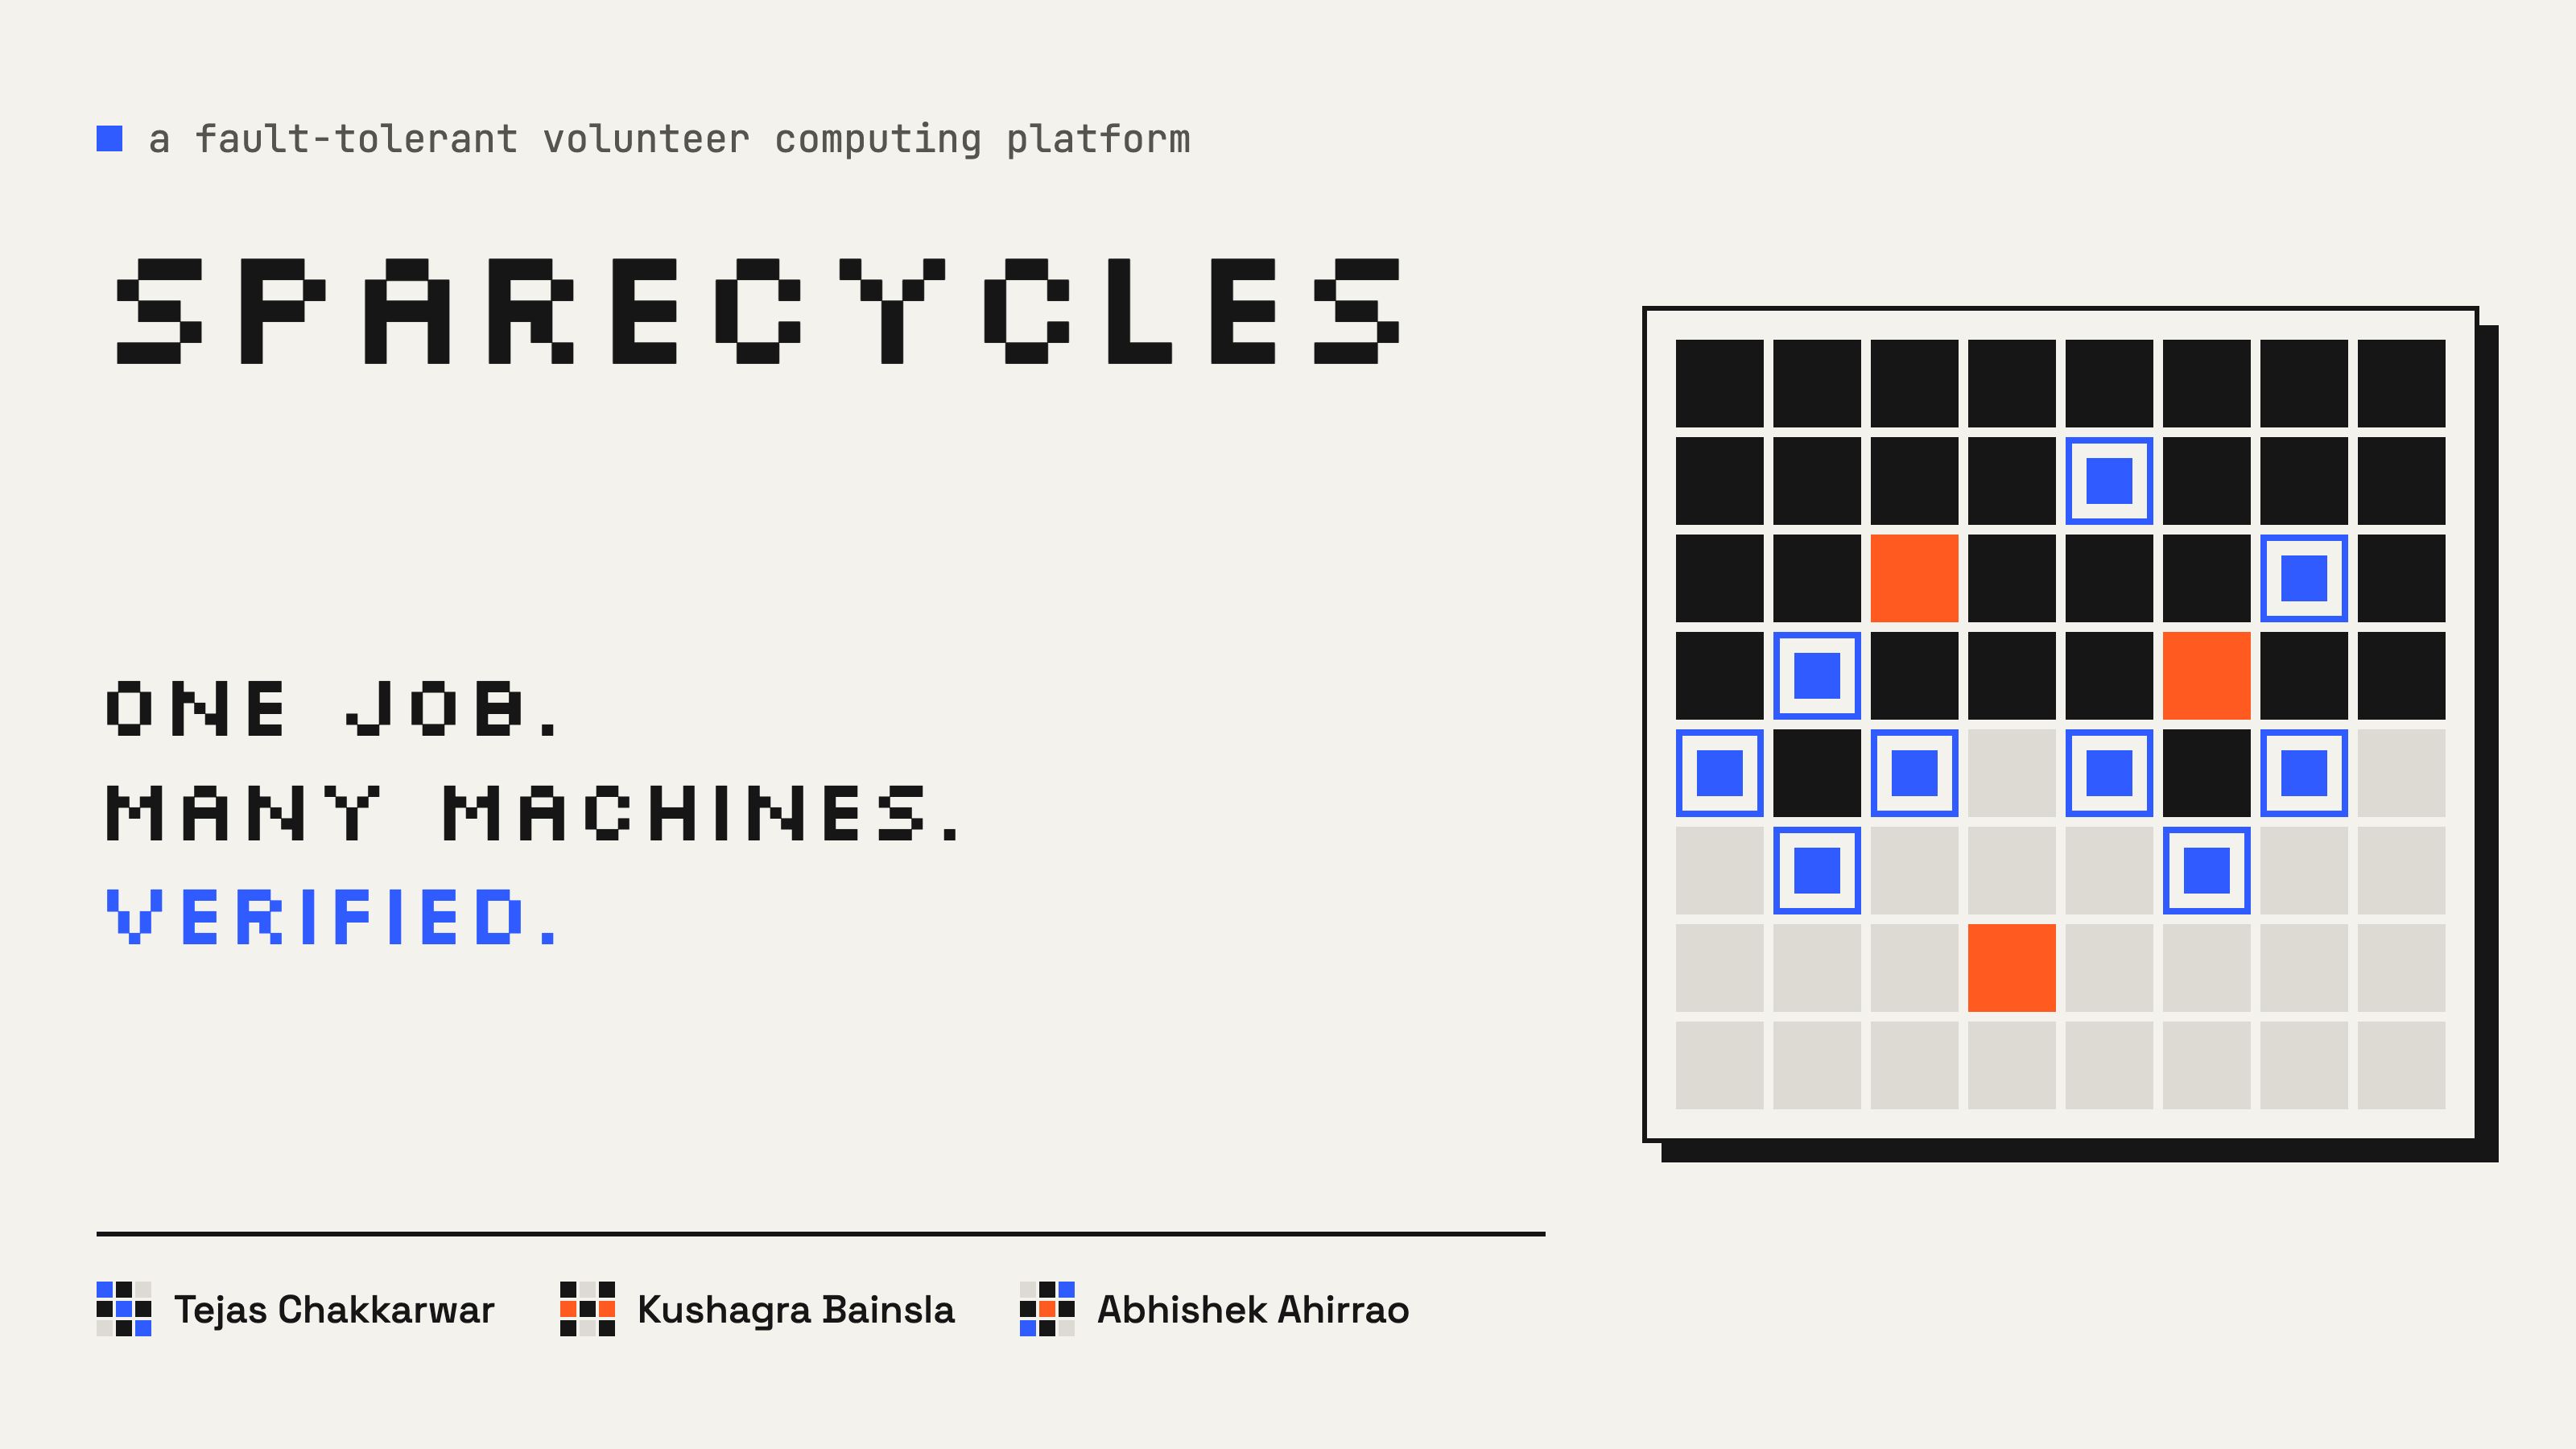 a fault-tolerant volunteer computing platform
SPARECYCLES
ONE JOB.
MANY MACHINES.
VERIFIED.
Tejas Chakkarwar Kushagra Bainsla Abhishek Ahirrao